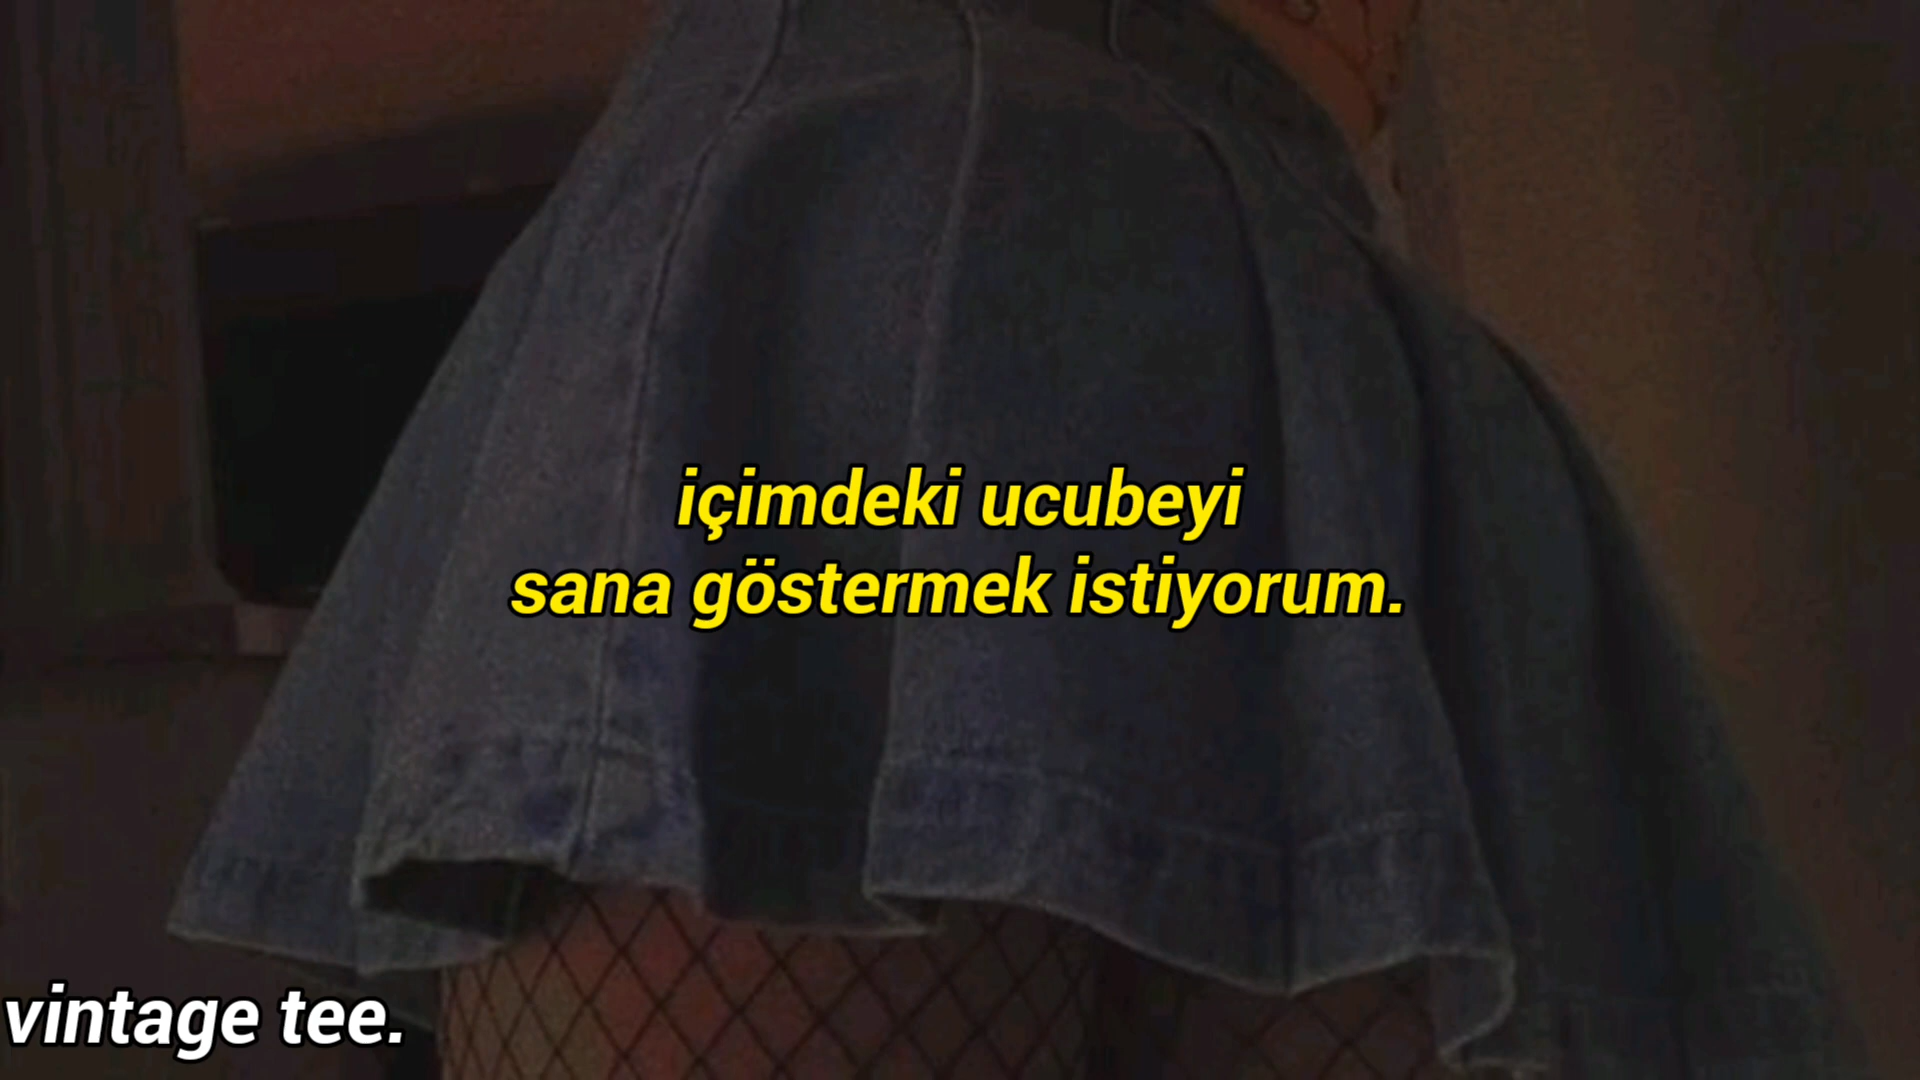 içimdeki ucubeyi
sana göstermek istiyorum.
vintage tee.